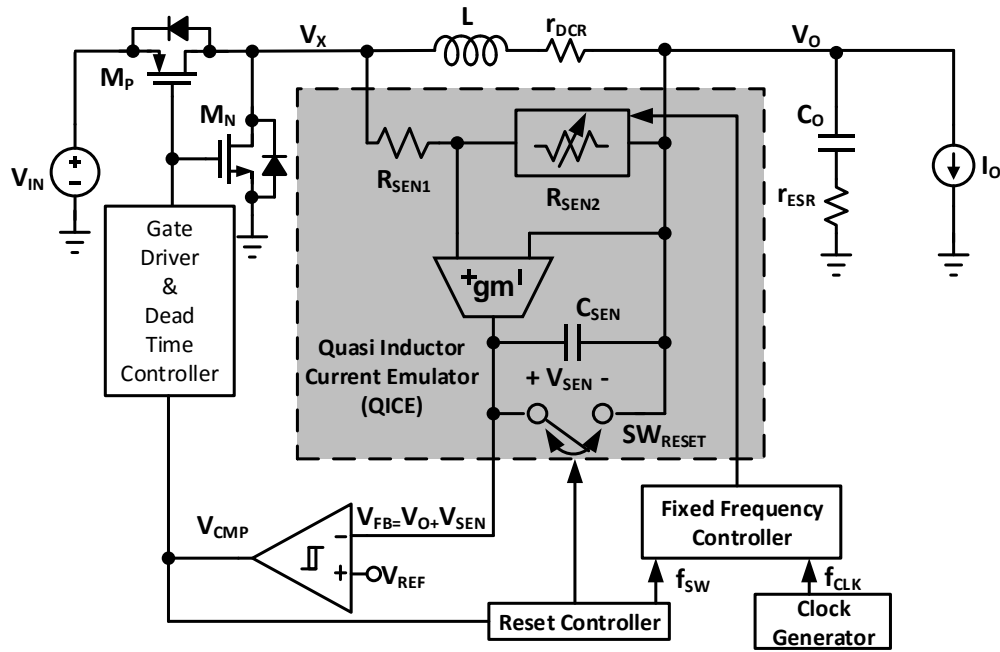 L
r_DCR
V_X
V_O
M_P
M_N
C_O
V_IN
+
-
R_SEN1
R_SEN2
r_ESR
I_O
Gate
Driver
&
Dead
Time
Controller
+gm-
C_SEN
Quasi Inductor
Current Emulator
(QICE)
+ V_SEN -
SW_RESET
V_CMP
V_FB=V_O+V_SEN
-
+
V_REF
Fixed Frequency
Controller
f_SW
f_CLK
Reset Controller
Clock
Generator